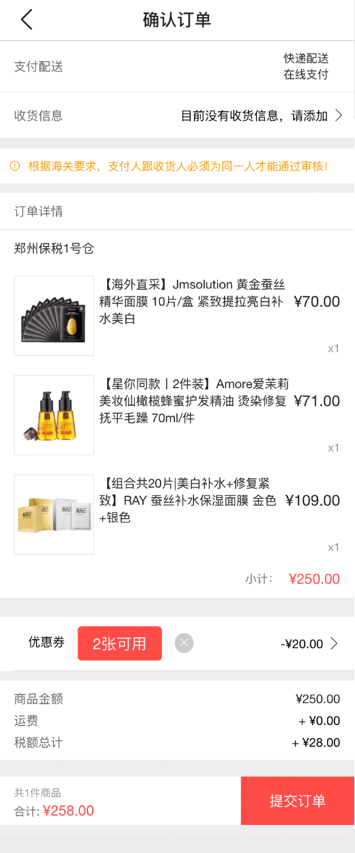 确认订单
支付配送
快递配送
在线支付
收货信息
目前没有收货信息，请添加
根据海关要求，支付人跟收货人必须为同一人才能通过审核！
订单详情
郑州保税1号仓
【海外直采】Jmsolution 黄金蚕丝
精华面膜 10片/盒 紧致提拉亮白补
水美白
¥70.00
x1
【星你同款丨2件装】Amore爱茉莉
美妆仙橄榄蜂蜜护发精油 烫染修复
抚平毛躁 70ml/件
¥71.00
x1
【组合共20片|美白补水+修复紧
致】RAY 蚕丝补水保湿面膜 金色
+银色
¥109.00
x1
小计： ¥250.00
优惠券
2张可用
-¥20.00
商品金额
¥250.00
运费
+ ¥0.00
税额总计
+ ¥28.00
共1件商品
合计: ¥258.00
提交订单